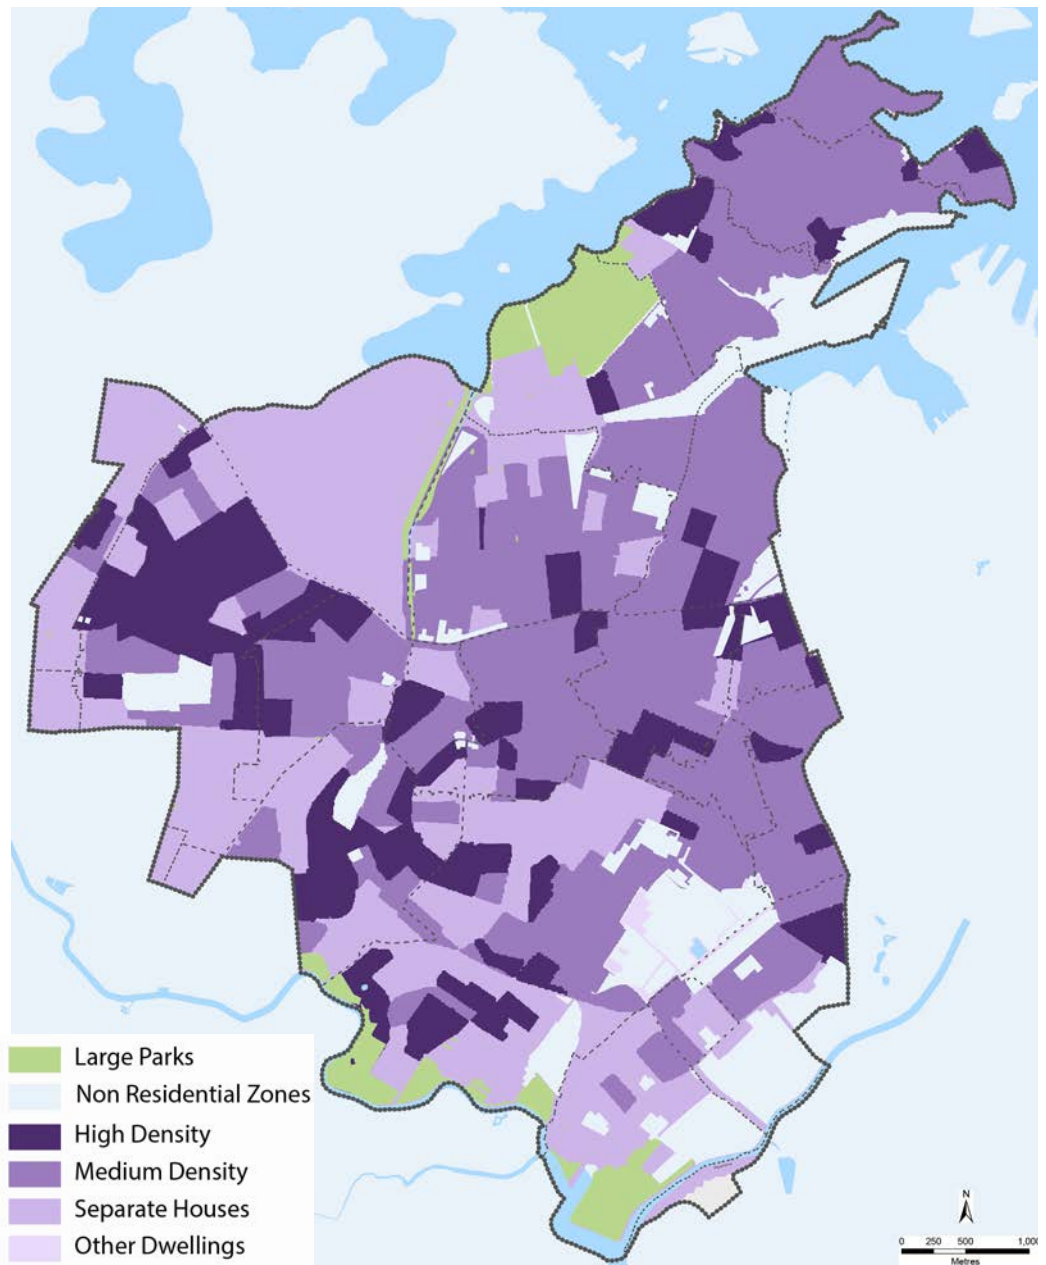 Large Parks
Non Residential Zones
High Density
Medium Density
Separate Houses
Other Dwellings
N
0 250 500 1,000
Metres